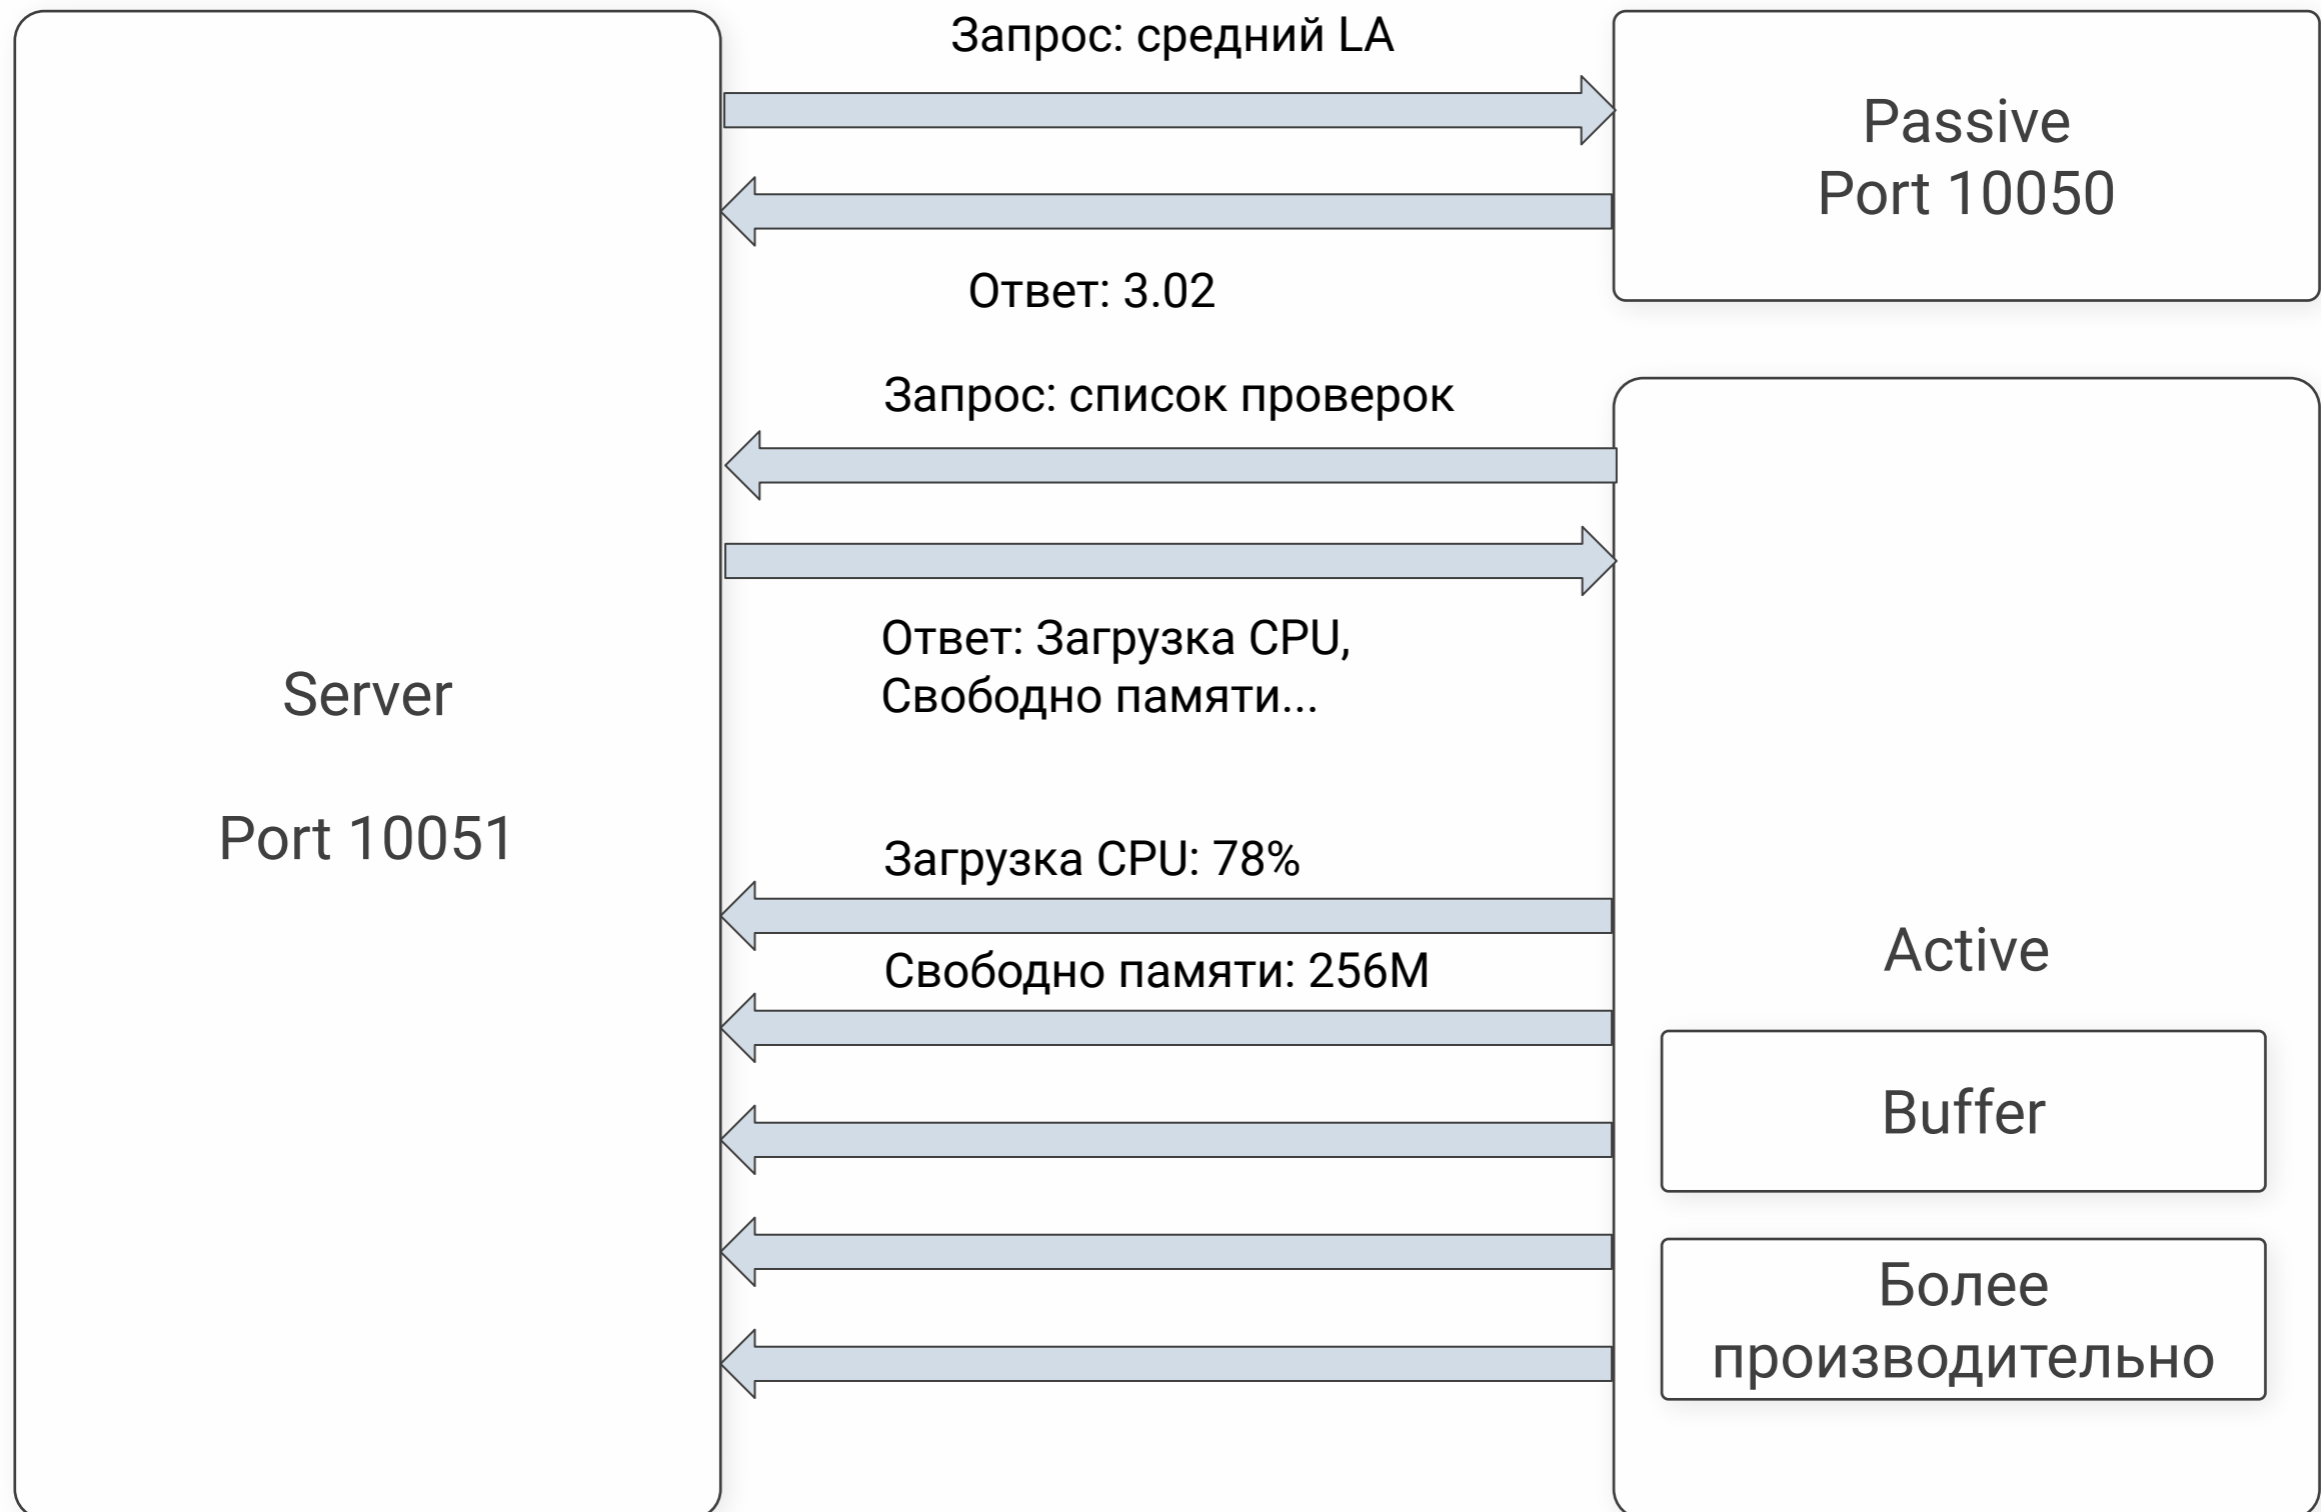 Запрос: средний LA
Passive
Port 10050
Ответ: 3.02
Запрос: список проверок
Ответ: Загрузка CPU,
Свободно памяти...
Server
Port 10051
Загрузка CPU: 78%
Свободно памяти: 256M
Active
Buffer
Более
производительно